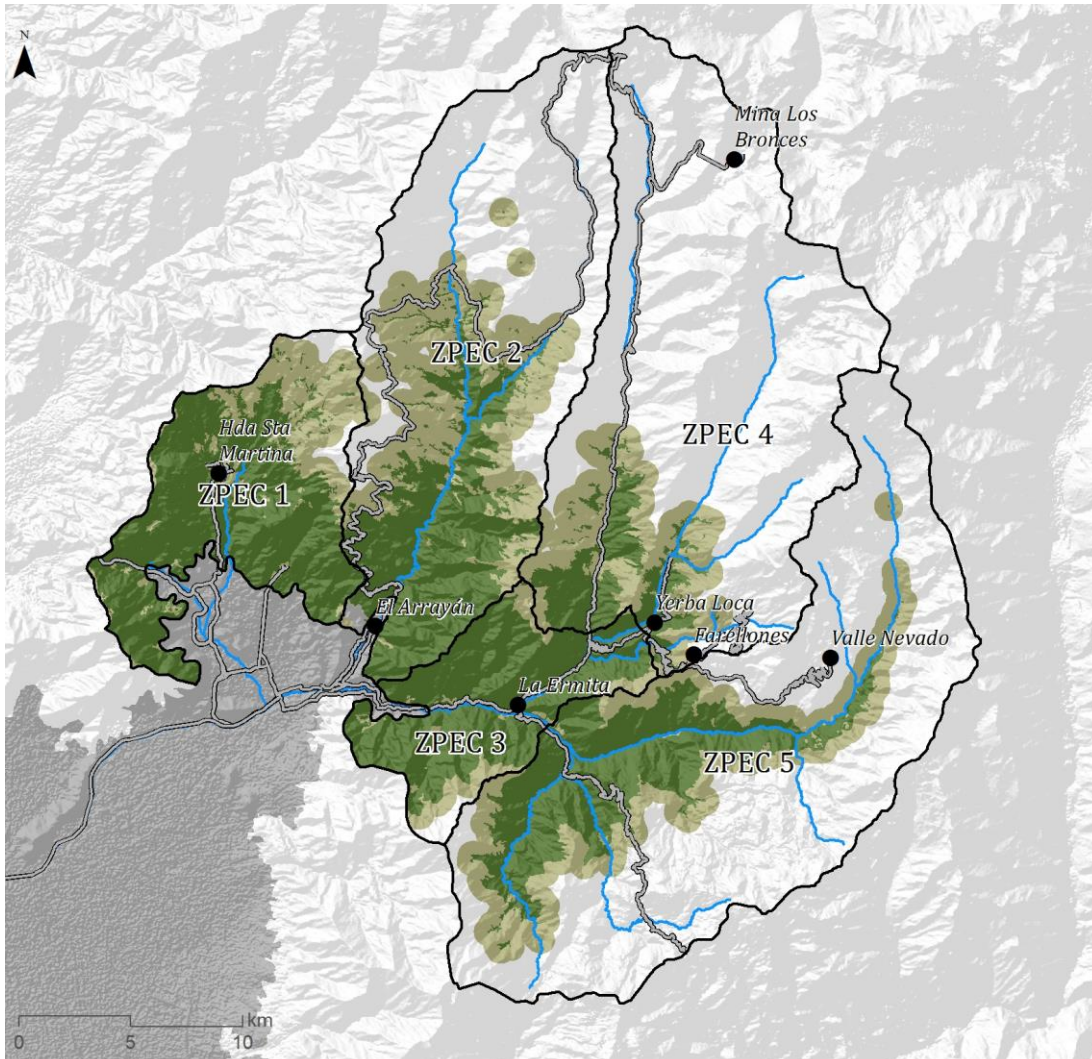 N
Mina Los
Bronces
ZPEC 2
Hda Sta
Martina
ZPEC 4
ZPEC 1
El Arrayán
Yerba Loca
Farellones
Valle Nevado
La Ermita
ZPEC 3
ZPEC 5
km
0 5 10